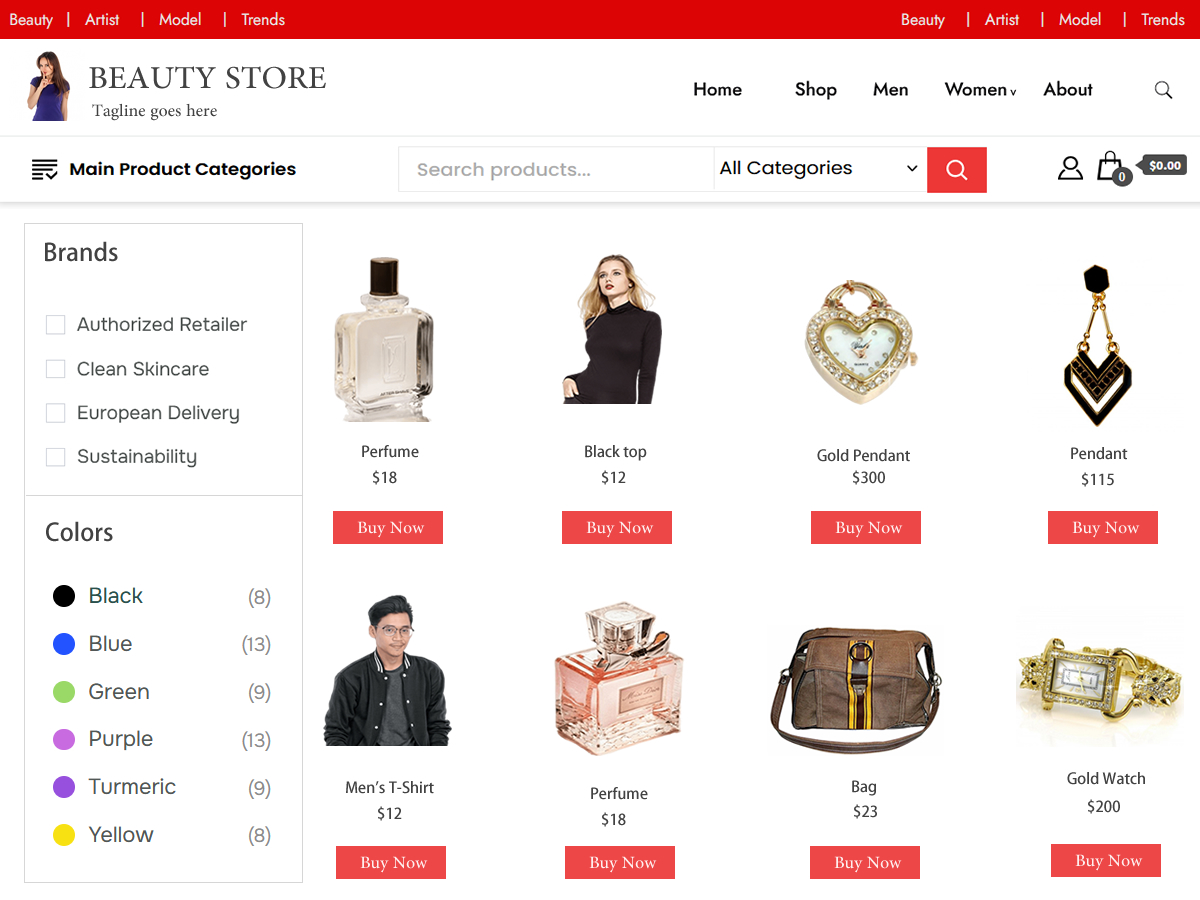 Beauty | Artist | Model | Trends
Beauty | Artist | Model | Trends
BEAUTY STORE
Tagline goes here
Home Shop Men Women v About
Main Product Categories
Search products...
All Categories
0
$0.00
Brands
Authorized Retailer
Clean Skincare
European Delivery
Sustainability
Colors
Black (8)
Blue (13)
Green (9)
Purple (13)
Turmeric (9)
Yellow (8)
Perfume
$18
Buy Now
Black top
$12
Buy Now
Gold Pendant
$300
Buy Now
Pendant
$115
Buy Now
Men’s T-Shirt
$12
Buy Now
Perfume
$18
Buy Now
Bag
$23
Buy Now
Gold Watch
$200
Buy Now